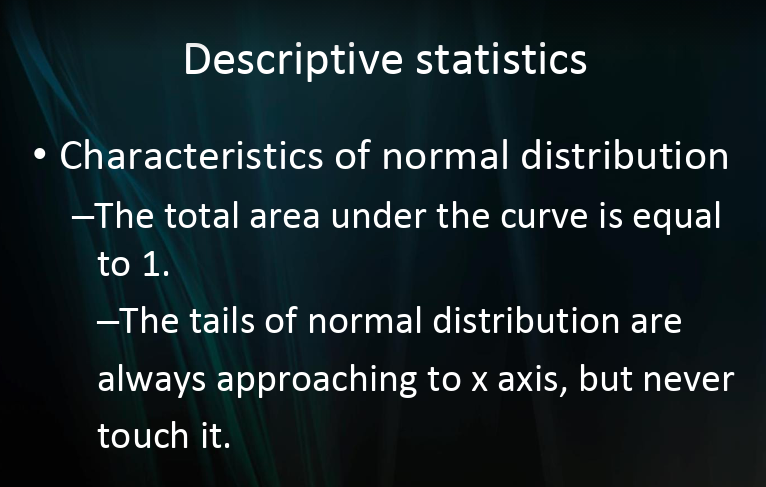 Descriptive statistics
• Characteristics of normal distribution
–The total area under the curve is equal
to 1.
–The tails of normal distribution are
always approaching to x axis, but never
touch it.